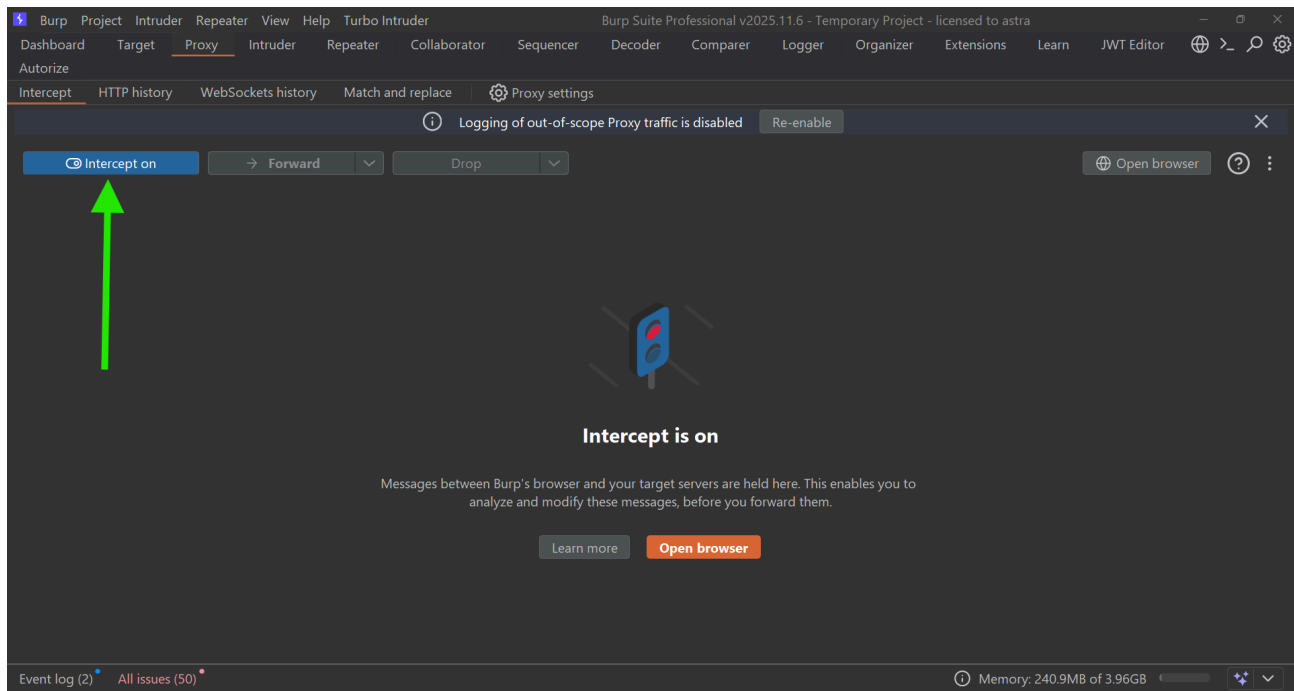 Burp Project Intruder Repeater View Help Turbo Intruder Burp Suite Professional v2025.11.6 - Temporary Project - licensed to astra
Dashboard Target Proxy Intruder Repeater Collaborator Sequencer Decoder Comparer Logger Organizer Extensions Learn JWT Editor
Autorize
Intercept HTTP history WebSockets history Match and replace Proxy settings
Logging of out-of-scope Proxy traffic is disabled Re-enable
Intercept on Forward Drop Open browser
Intercept is on
Messages between Burp's browser and your target servers are held here. This enables you to
analyze and modify these messages, before you forward them.
Learn more Open browser
Event log (2) All issues (50) Memory: 240.9MB of 3.96GB